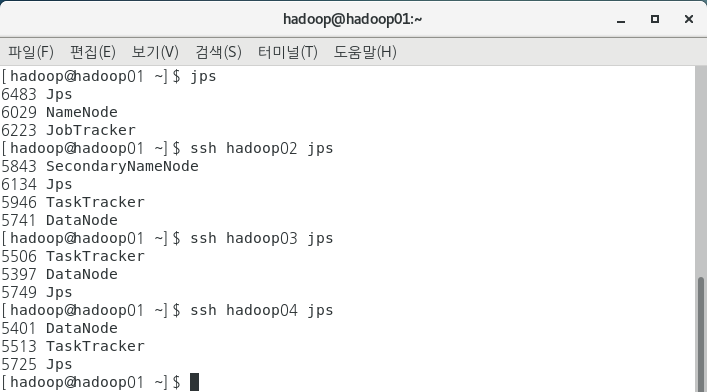 hadoop@hadoop01:~
파일(F) 편집(E) 보기(V) 검색(S) 터미널(T) 도움말(H)
[hadoop@hadoop01 ~]$ jps
6483 Jps
6029 NameNode
6223 JobTracker
[hadoop@hadoop01 ~]$ ssh hadoop02 jps
5843 SecondaryNameNode
6134 Jps
5946 TaskTracker
5741 DataNode
[hadoop@hadoop01 ~]$ ssh hadoop03 jps
5506 TaskTracker
5397 DataNode
5749 Jps
[hadoop@hadoop01 ~]$ ssh hadoop04 jps
5401 DataNode
5513 TaskTracker
5725 Jps
[hadoop@hadoop01 ~]$